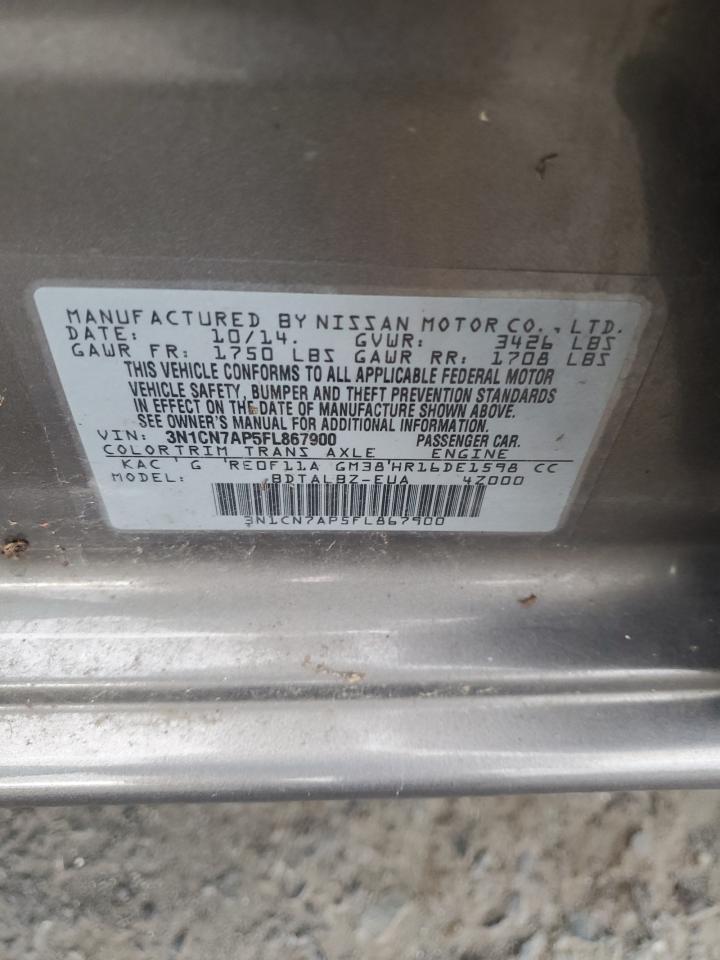 MANUFACTURED BY NISSAN MOTOR CO., LTD.
DATE: 10/14. GVWR: 3426 LBS
GAWR FR: 1750 LBS GAWR RR: 1708 LBS
THIS VEHICLE CONFORMS TO ALL APPLICABLE FEDERAL MOTOR
VEHICLE SAFETY, BUMPER AND THEFT PREVENTION STANDARDS
IN EFFECT ON THE DATE OF MANUFACTURE SHOWN ABOVE.
SEE OWNER'S MANUAL FOR ADDITIONAL INFORMATION.
VIN: 3N1CN7AP5FL867900 PASSENGER CAR.
COLOR TRIM TRANS AXLE ENGINE
KAC G RE0F11A GM38 HR16DE1598 CC
MODEL: BDTALBZ-EUA 4Z000
3N1CN7AP5FL867900